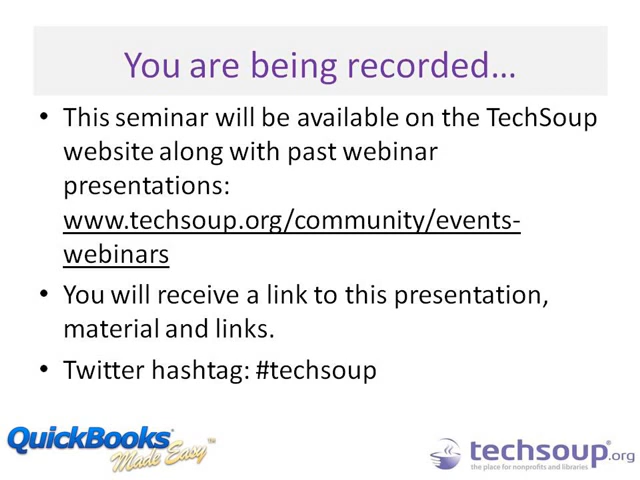 You are being recorded...
• This seminar will be available on the TechSoup
website along with past webinar
presentations:
www.techsoup.org/community/events-
webinars
• You will receive a link to this presentation,
material and links.
• Twitter hashtag: #techsoup
QuickBooks®
Made Easy™
techsoup®.org
the place for nonprofits and libraries